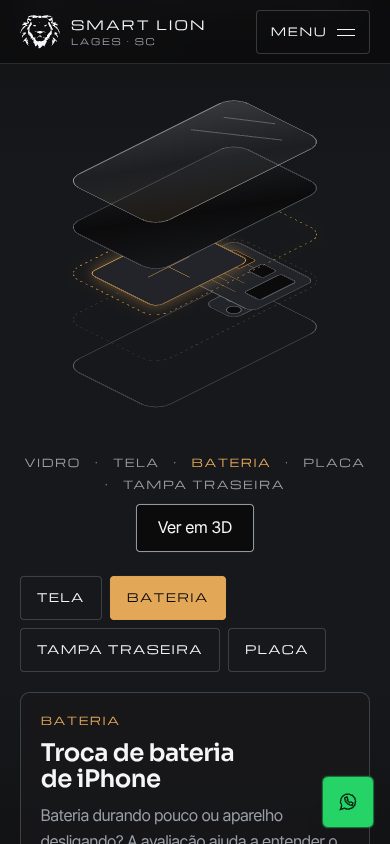 SMART LION
LAGES · SC
MENU
VIDRO · TELA · BATERIA · PLACA
· TAMPA TRASEIRA
Ver em 3D
TELA
BATERIA
TAMPA TRASEIRA
PLACA
BATERIA
Troca de bateria
de iPhone
Bateria durando pouco ou aparelho
desligando? A avaliação ajuda a entender o